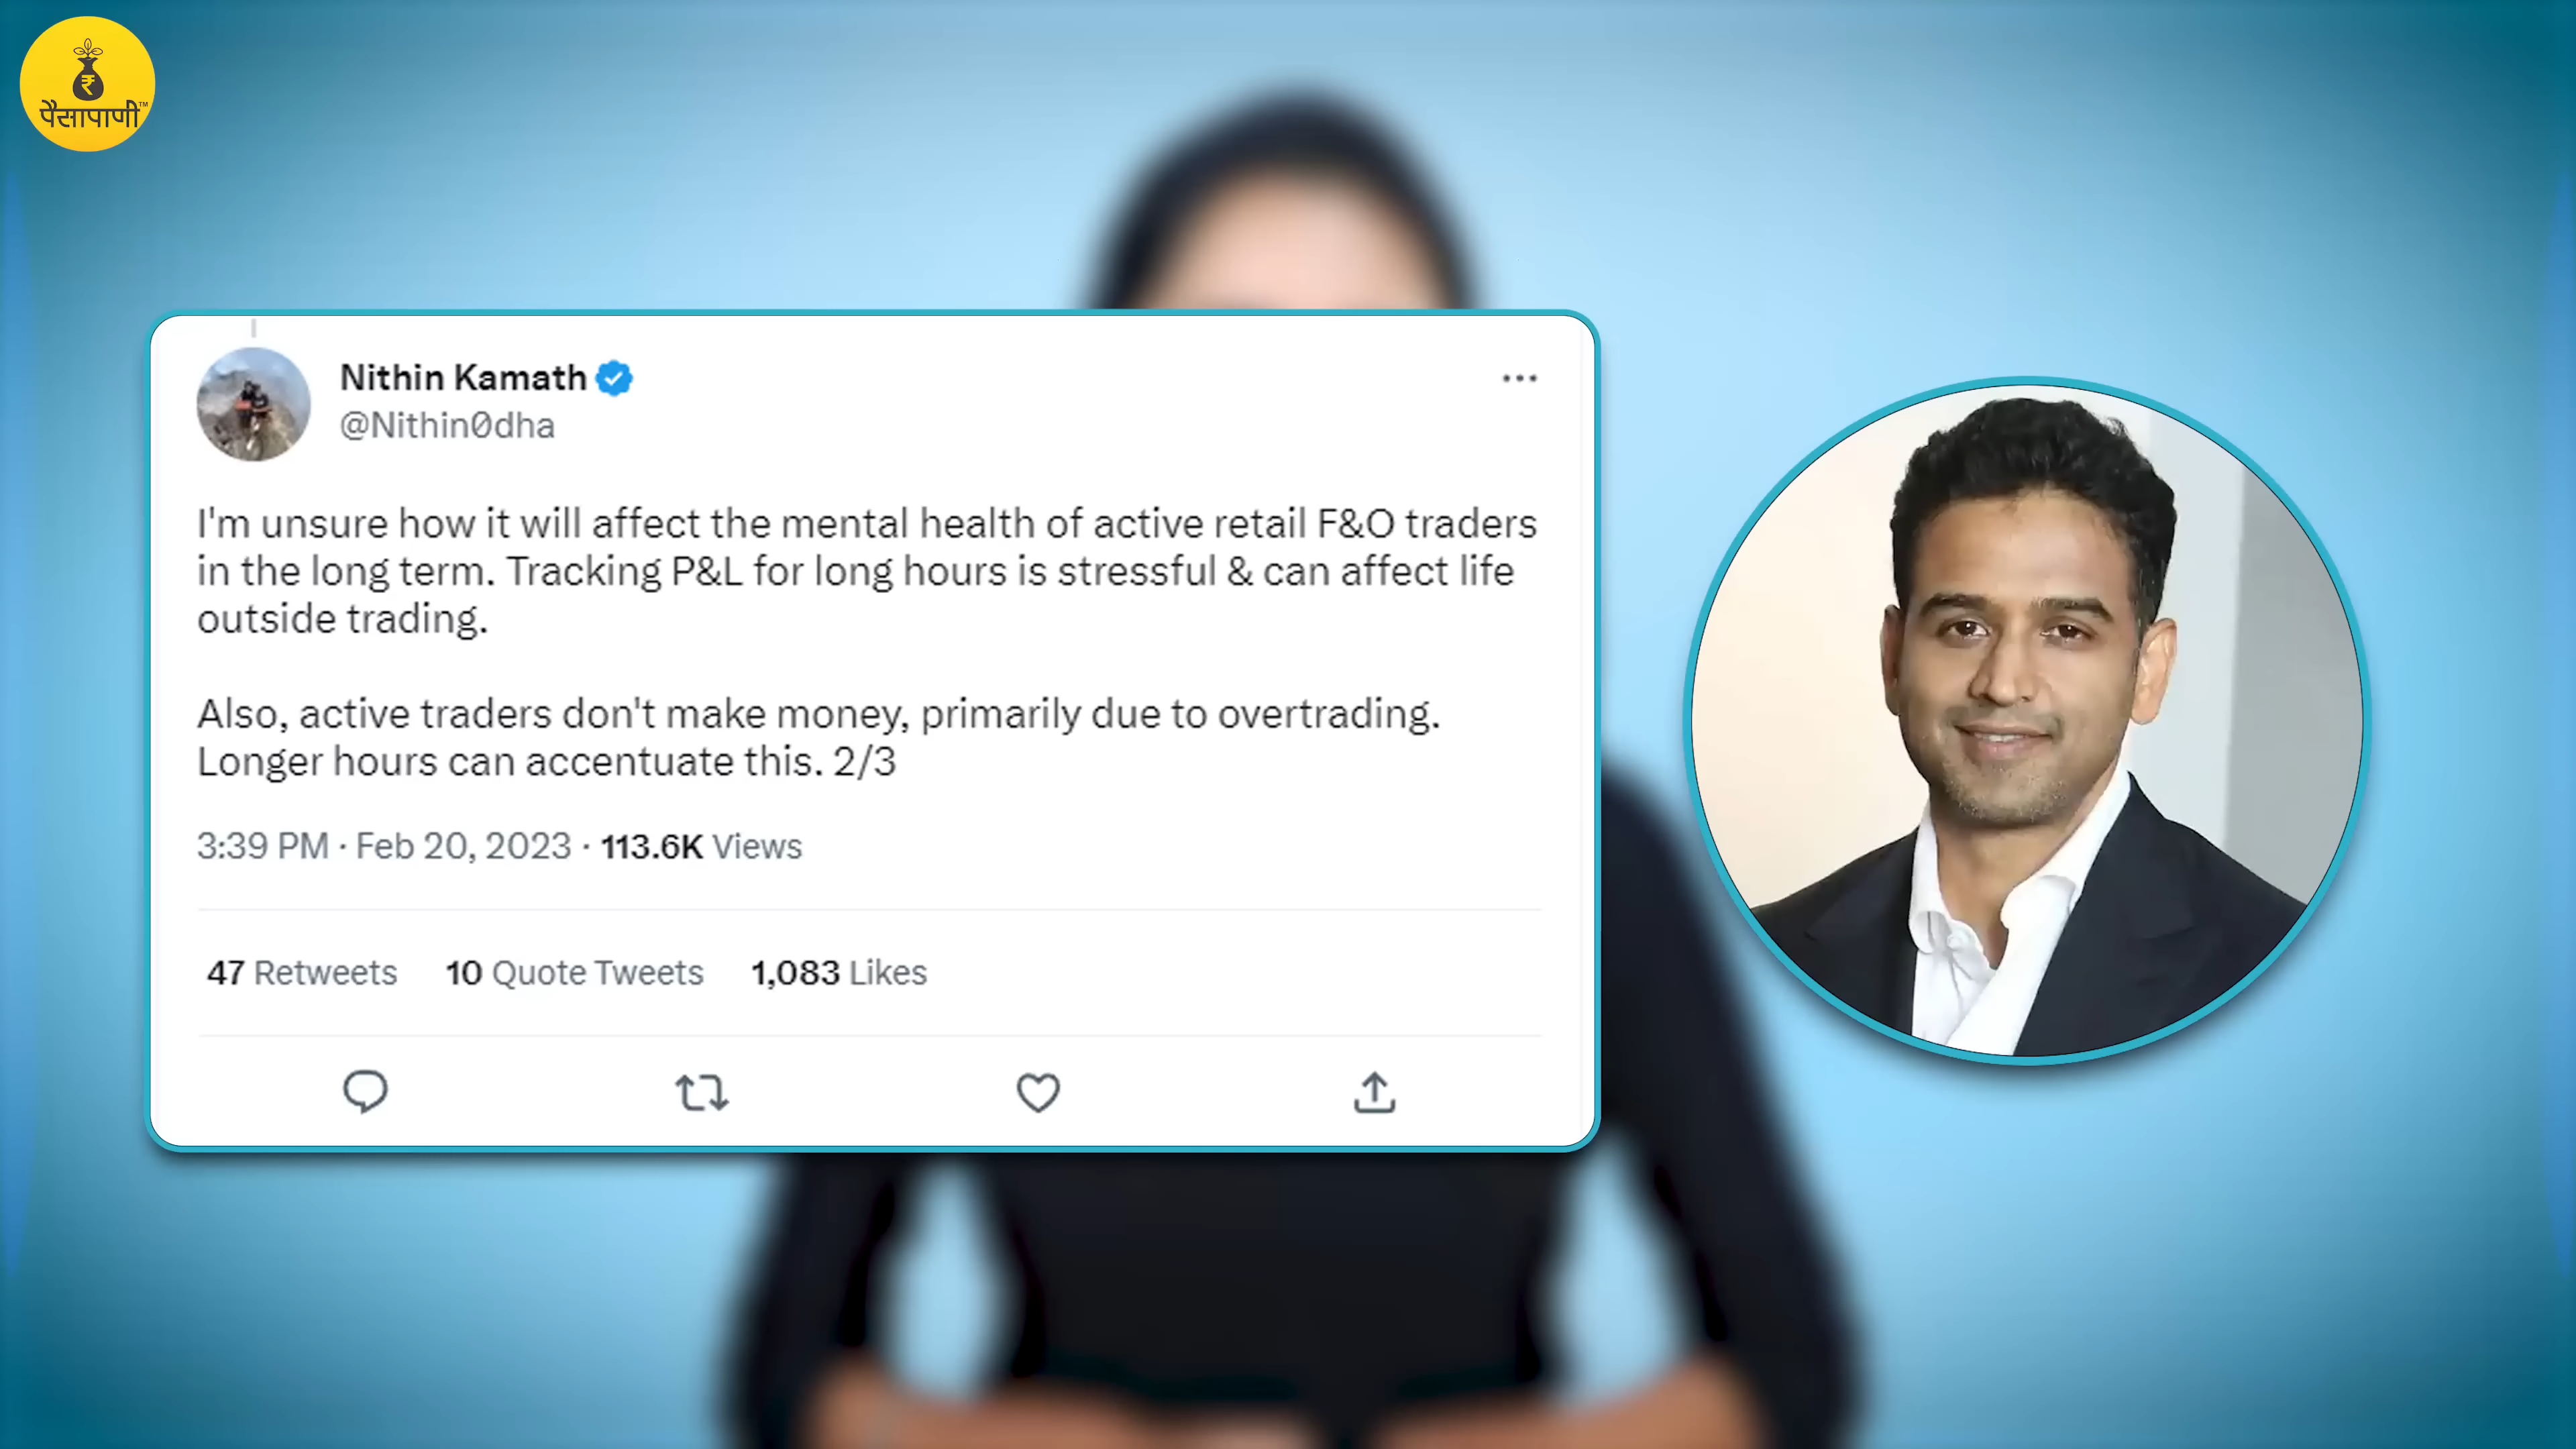 ₹
पैसापाणी™
Nithin Kamath
@Nithin0dha
I'm unsure how it will affect the mental health of active retail F&O traders
in the long term. Tracking P&L for long hours is stressful & can affect life
outside trading.
Also, active traders don't make money, primarily due to overtrading.
Longer hours can accentuate this. 2/3
3:39 PM · Feb 20, 2023 · 113.6K Views
47 Retweets 10 Quote Tweets 1,083 Likes